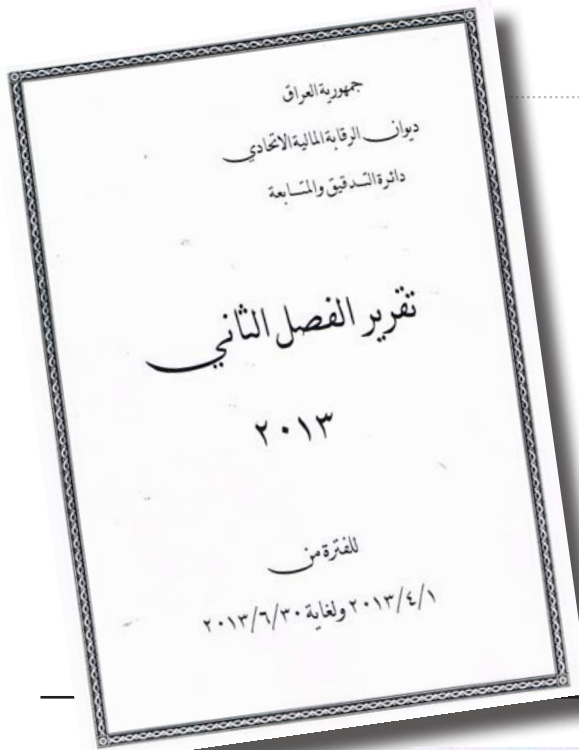 جمهورية العراق
ديوان الرقابة المالية الاتحادي
دائرة التدقيق والمتابعة
تقرير الفصل الثاني
٢٠١٣
للفترة من
٢٠١٣/٤/١ ولغاية ٢٠١٣/٦/٣٠